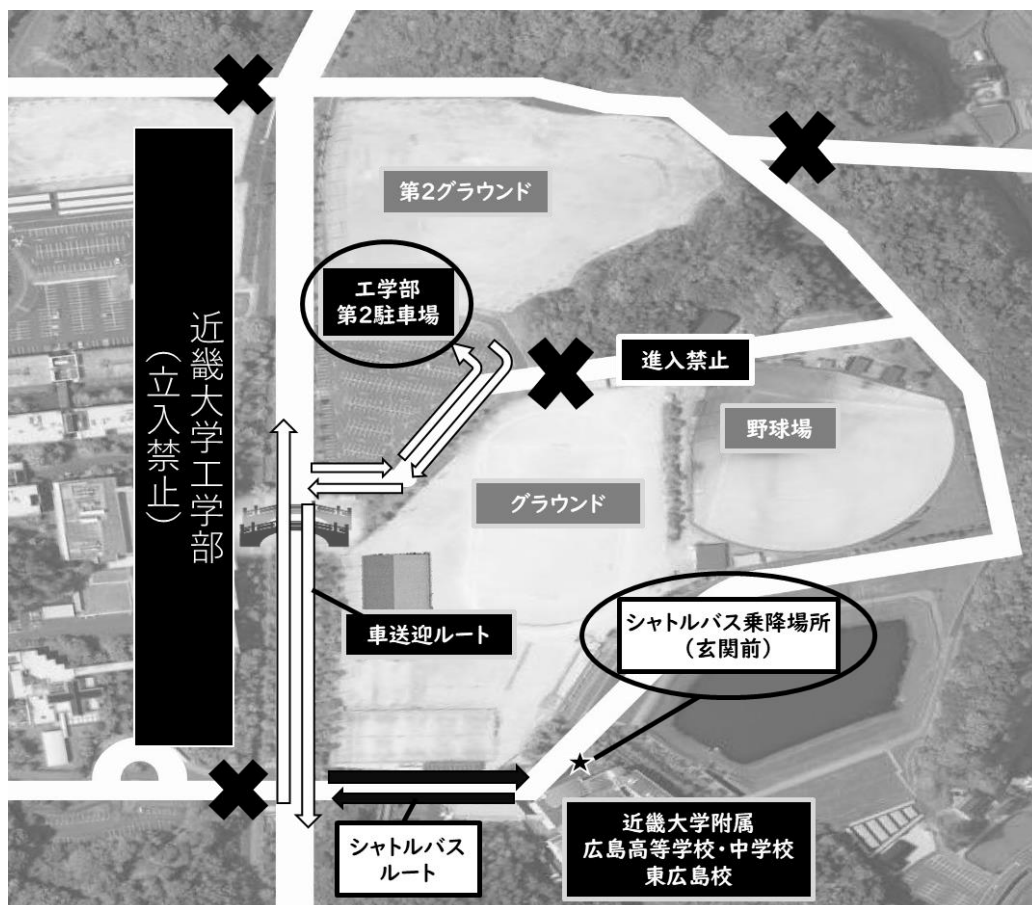 第2グラウンド
工学部
第2駐車場
進入禁止
野球場
近畿大学工学部
(立入禁止)
グラウンド
車送迎ルート
シャトルバス乗降場所
(玄関前)
シャトルバス
ルート
近畿大学附属
広島高等学校・中学校
東広島校